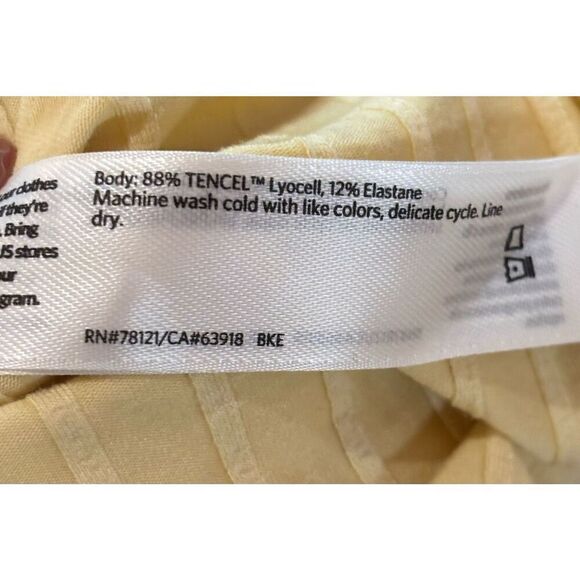 clothes
if they're
Bring
US stores
gram.
Body: 88% TENCEL™ Lyocell, 12% Elastane
Machine wash cold with like colors, delicate cycle. Line
dry.
RN#78121/CA#63918 BKE